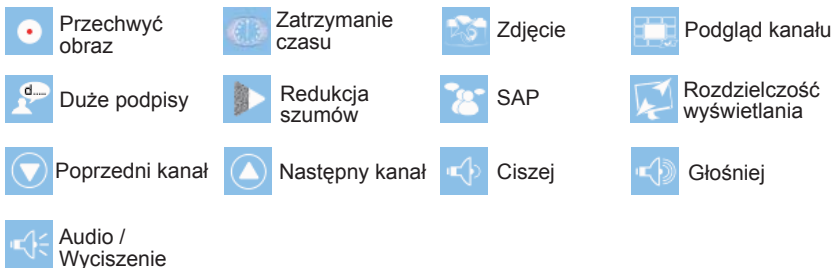 Przechwyć
obraz
Zatrzymanie
czasu
Zdjęcie
Podgląd kanału
d.....
Duże podpisy
Redukcja
szumów
SAP
Rozdzielczość
wyświetlania
Poprzedni kanał
Następny kanał
Ciszej
Głośniej
Audio /
Wyciszenie